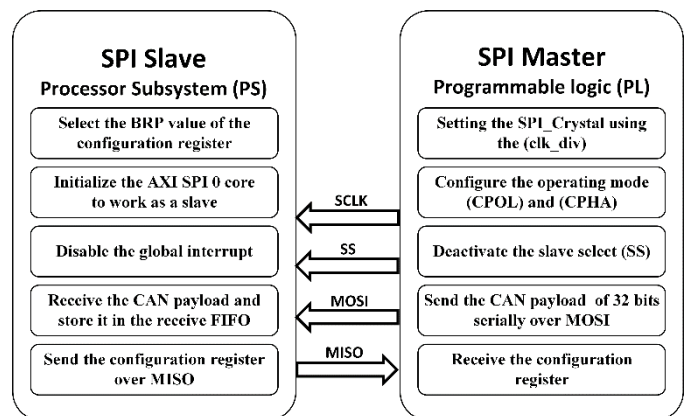 SPI Slave
Processor Subsystem (PS)
Select the BRP value of the
configuration register
Initialize the AXI SPI 0 core
to work as a slave
Disable the global interrupt
Receive the CAN payload and
store it in the receive FIFO
Send the configuration register
over MISO
SCLK
SS
MOSI
MISO
SPI Master
Programmable logic (PL)
Setting the SPI_Crystal using
the (clk_div)
Configure the operating mode
(CPOL) and (CPHA)
Deactivate the slave select (SS)
Send the CAN payload of 32 bits
serially over MOSI
Receive the configuration
register